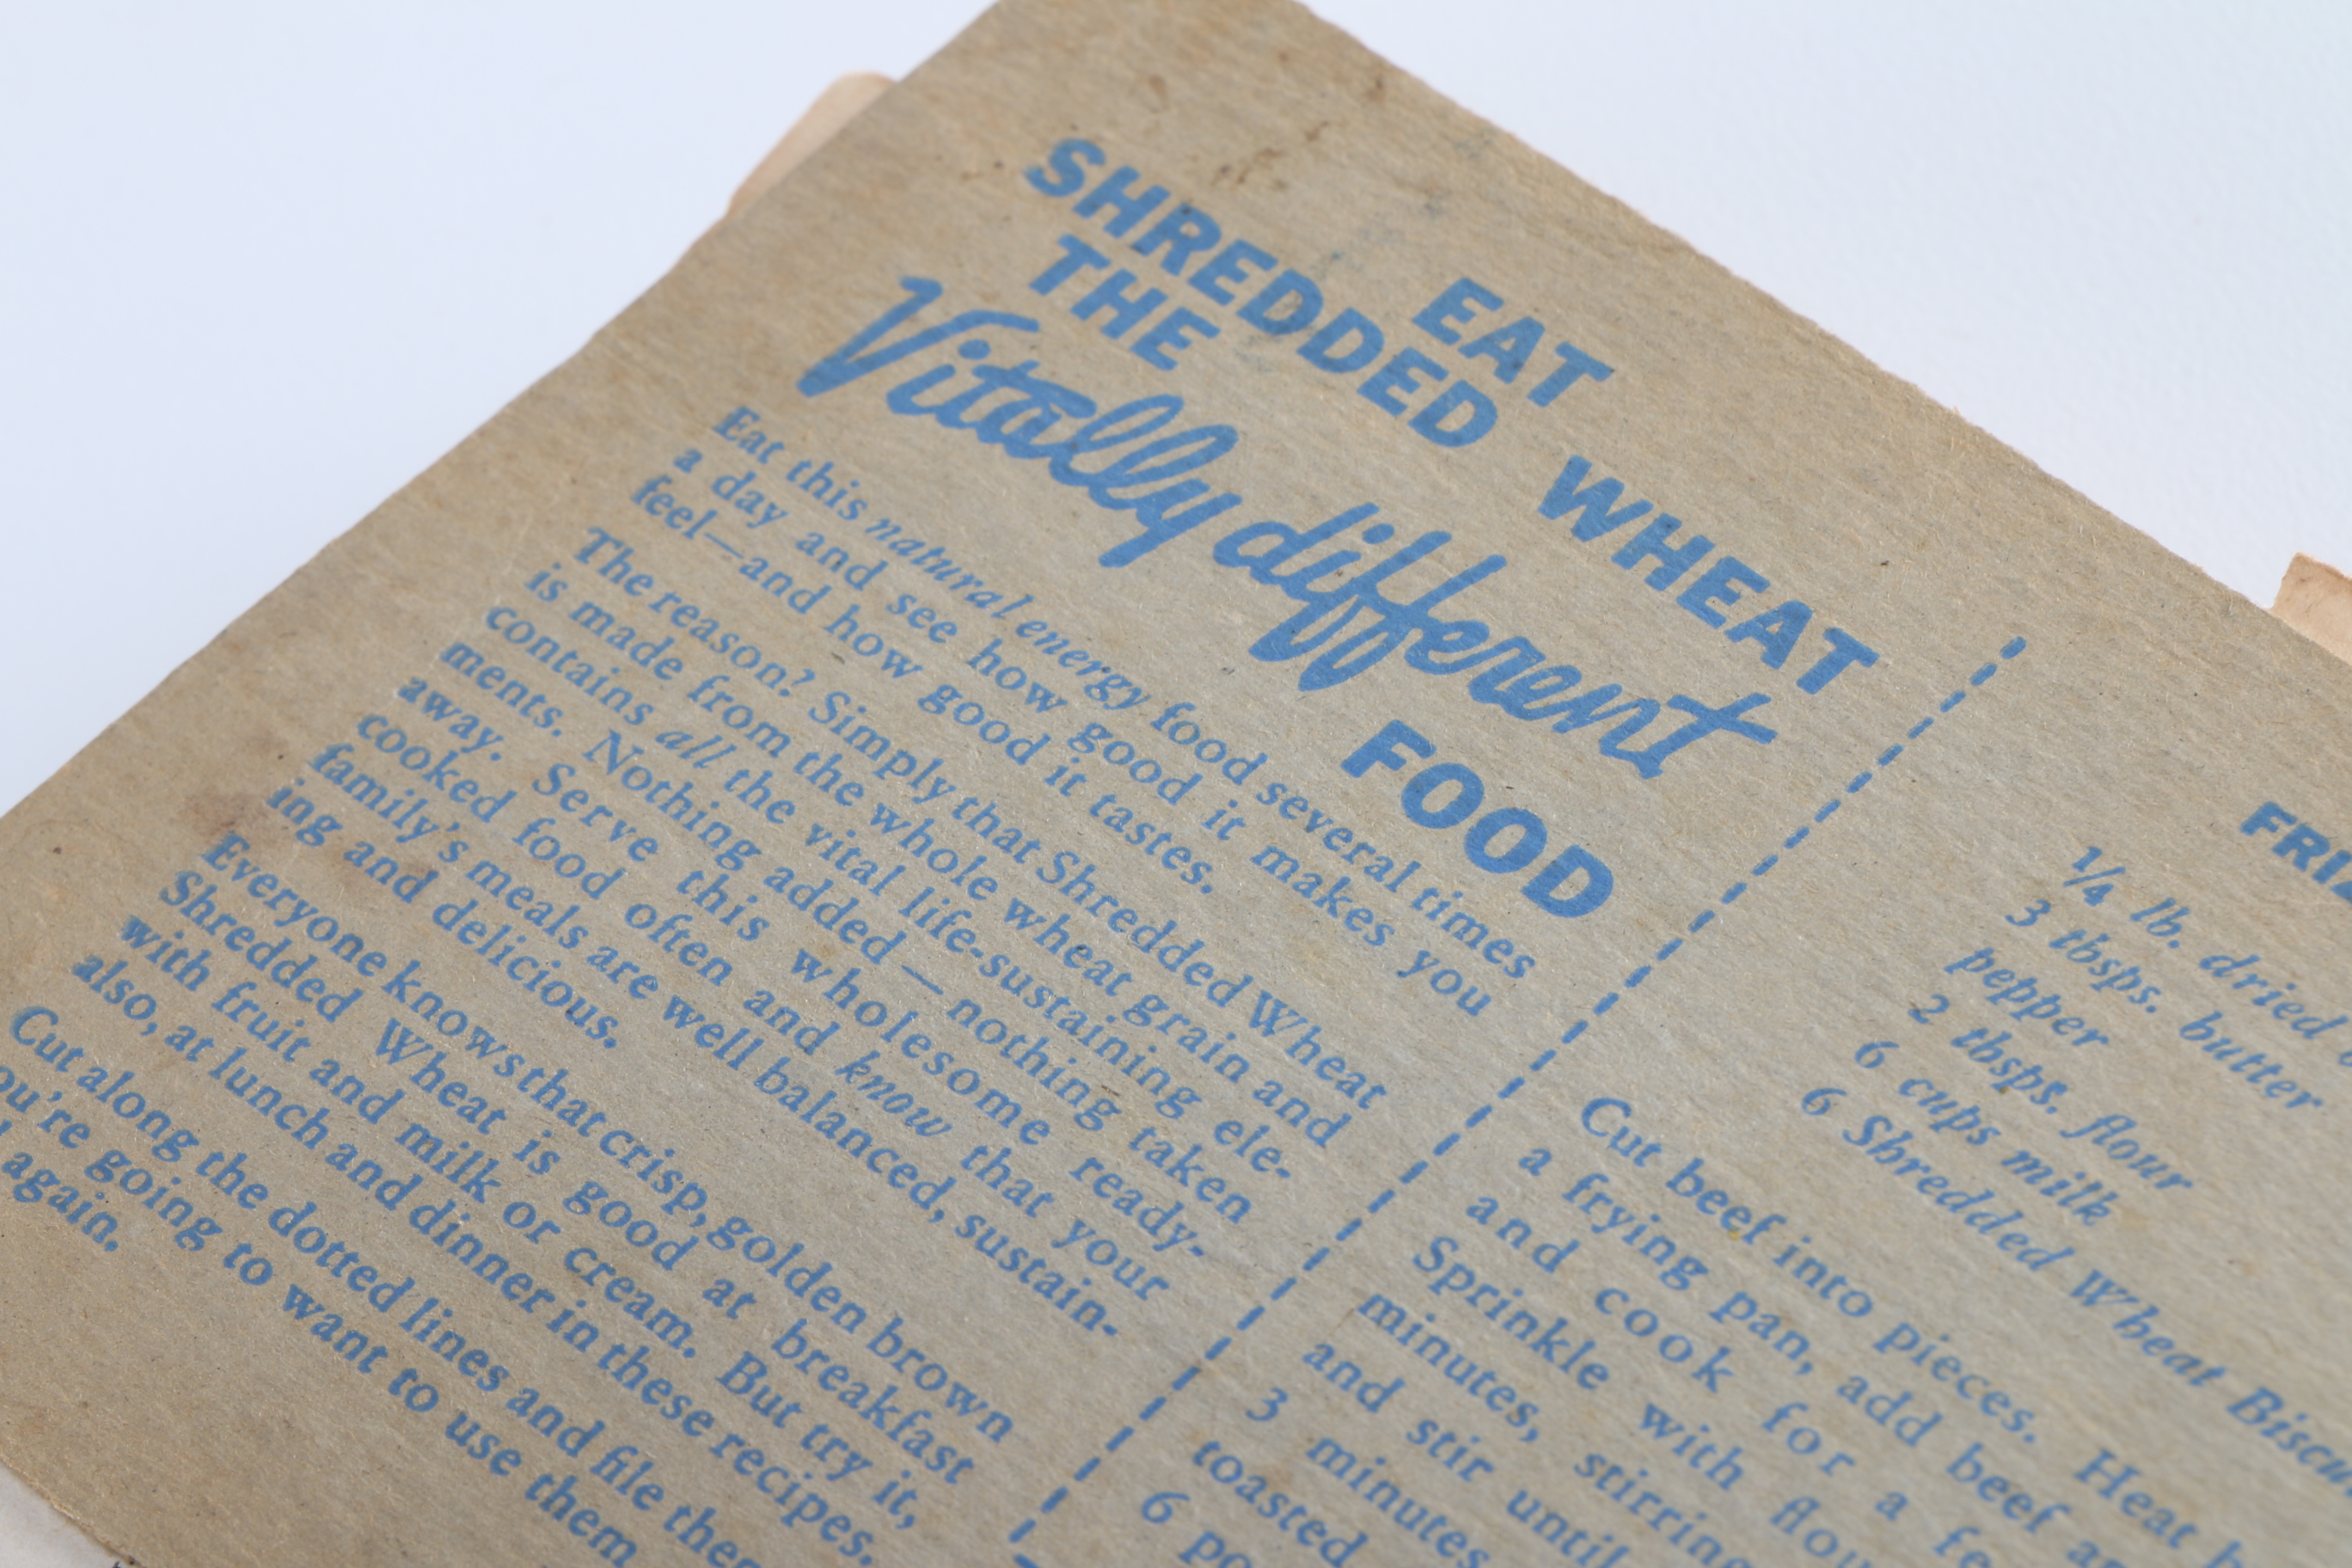 EAT
SHREDDED WHEAT
THE
Vitally different
FOOD
Eat this natural energy food several times
a day and see how good it makes you
feel—and how good it tastes.
The reason? Simply that Shredded Wheat
is made from the whole wheat grain and
contains all the vital life-sustaining ele-
ments. Nothing added—nothing taken
away. Serve this wholesome ready-
cooked food often and know that your
family's meals are well balanced, sustain-
ing and delicious.
Everyone knows that crisp, golden brown
Shredded Wheat is good at breakfast
with fruit and milk or cream. But try it,
also, at lunch and dinner in these recipes.
Cut along the dotted lines and file
ou're going to want to use them
again.
¼ lb. dried
3 tbsps. butter
pepper
2 tbsps. flour
6 cups milk
6 Shredded Wheat
Cut beef into pieces. Heat
a frying pan, add beef
and cook for a
Sprinkle with
minutes, stirring
and stir until
3 minutes
toasted
6